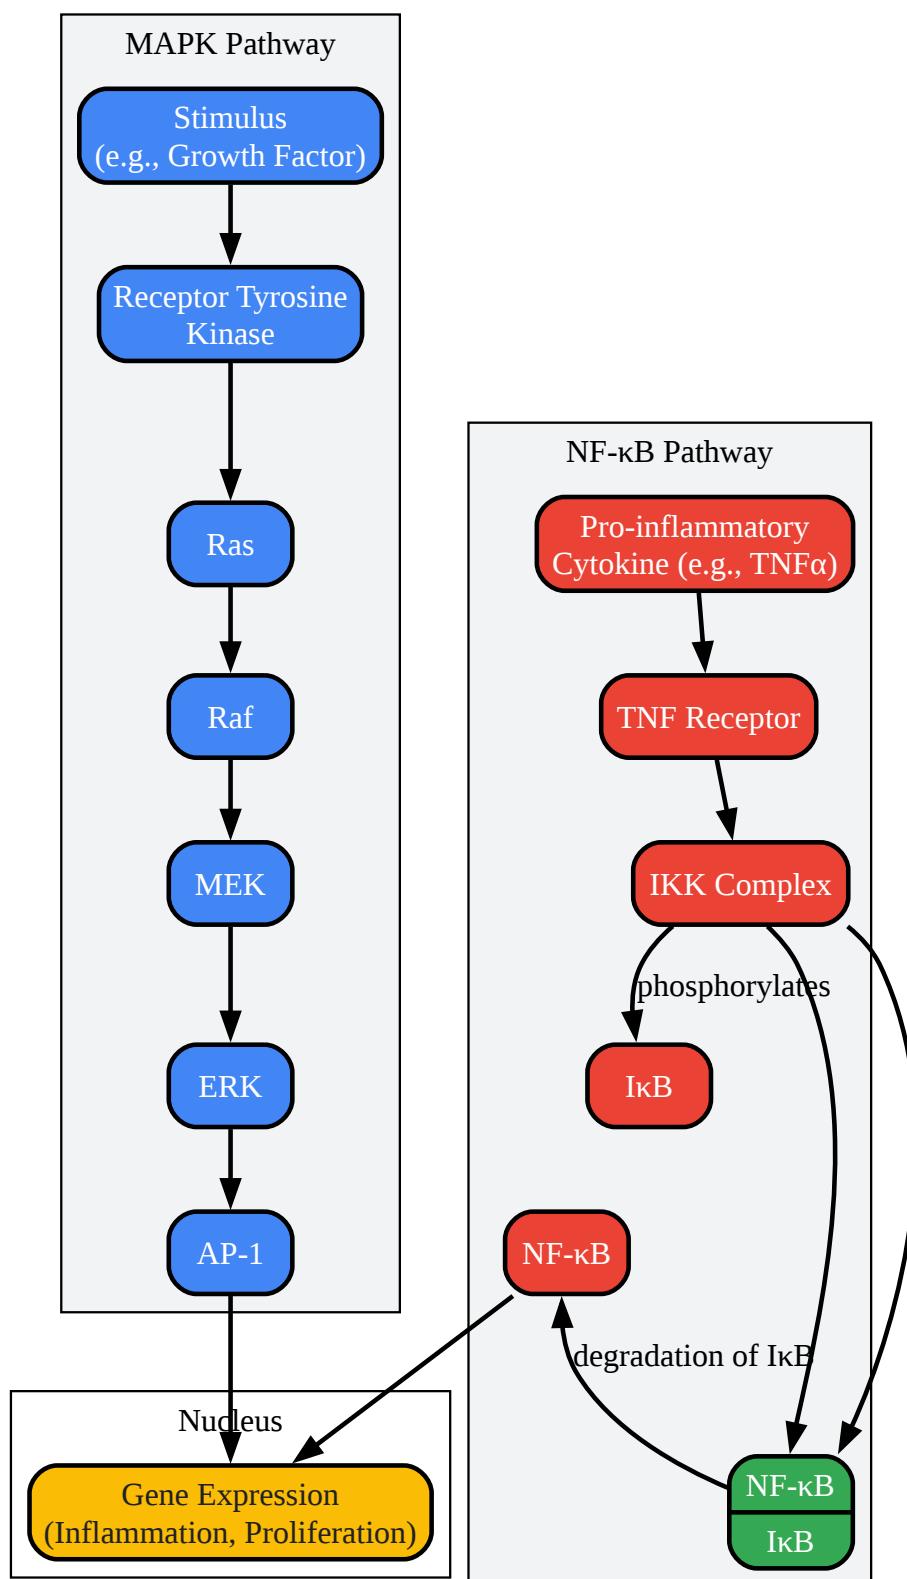 MAPK Pathway
Stimulus
(e.g., Growth Factor)
Receptor Tyrosine
Kinase
Ras
Raf
MEK
ERK
AP-1
NF-κB Pathway
Pro-inflammatory
Cytokine (e.g., TNFα)
TNF Receptor
IKK Complex
phosphorylates
IκB
NF-κB
degradation of IκB
NF-κB
IκB
Nucleus
Gene Expression
(Inflammation, Proliferation)